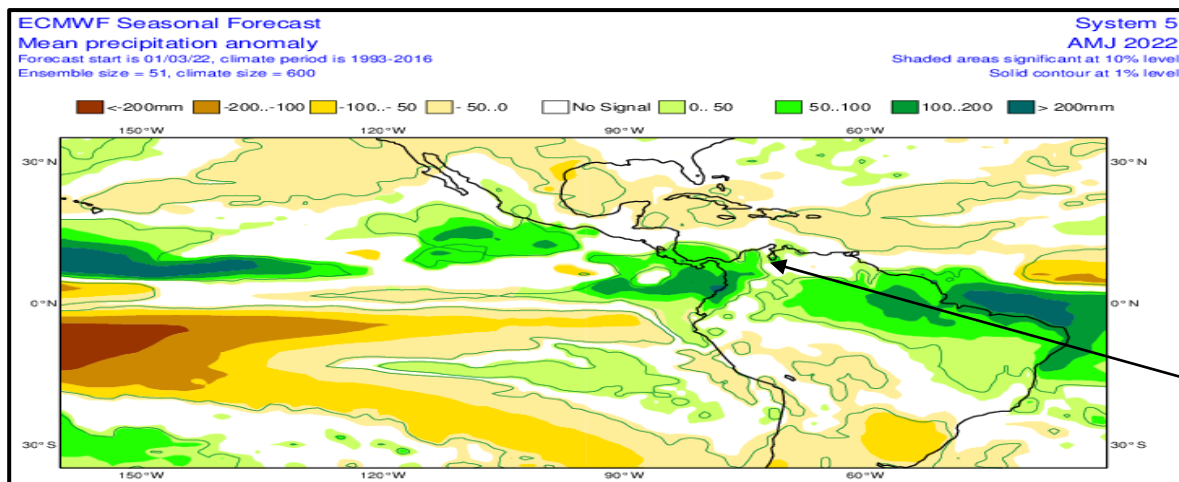 ECMWF Seasonal Forecast System 5
Mean precipitation anomaly AMJ 2022
Forecast start is 01/03/22, climate period is 1993-2016 Shaded areas significant at 10% level
Ensemble size = 51, climate size = 600 Solid contour at 1% level
<-200mm -200..-100 -100..- 50 - 50..0 No Signal 0.. 50 50..100 100..200 > 200mm
150°W 120°W 90°W 60°W
30°N 30°N
0°N 0°N
30°S 30°S
150°W 120°W 90°W 60°W